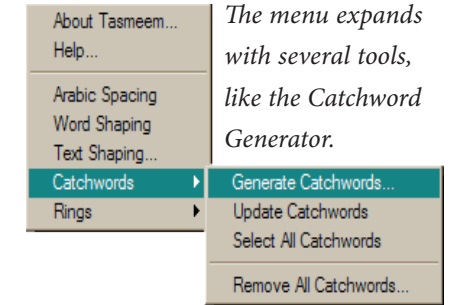 About Tasmeem...
Help...
Arabic Spacing
Word Shaping
Text Shaping...
Catchwords
Rings
The menu expands
with several tools,
like the Catchword
Generator.
Generate Catchwords...
Update Catchwords
Select All Catchwords
Remove All Catchwords...